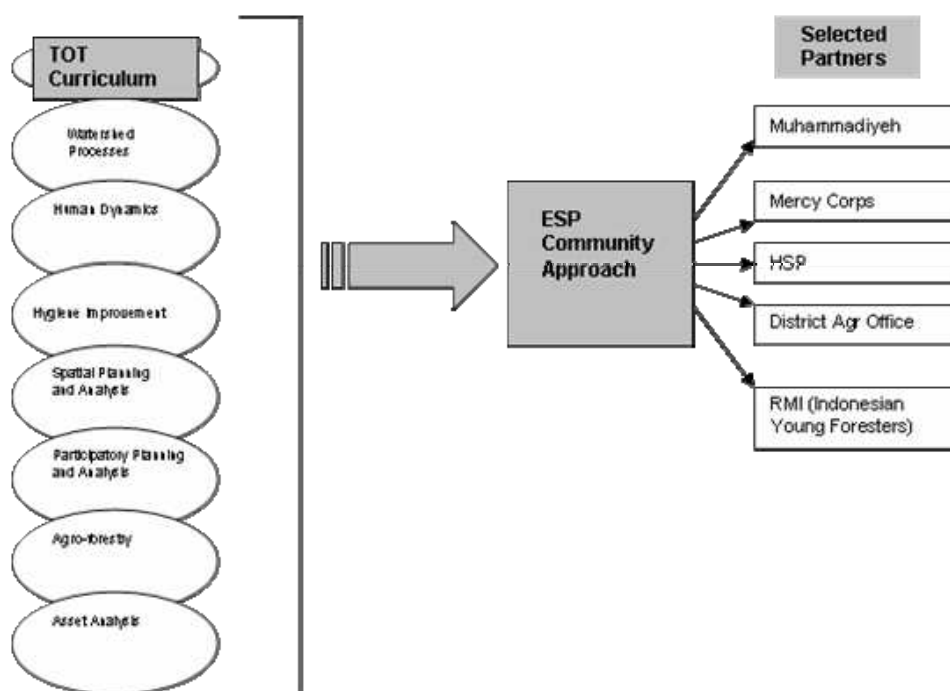 TOT
Curriculum
Watershed
Processes
Human Dynamics
Hygiene Improvement
Spatial Planning
and Analysis
Participatory Planning
and Analysis
Agro-forestry
Asset Analysis
ESP
Community
Approach
Selected
Partners
Muhammadiyeh
Mercy Corps
HSP
District Agr Office
RMI (Indonesian
Young Foresters)